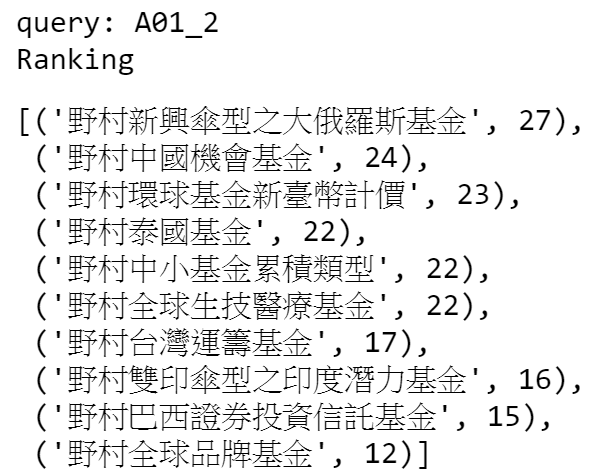 query: A01_2
Ranking
[('野村新興傘型之大俄羅斯基金', 27),
('野村中國機會基金', 24),
('野村環球基金新臺幣計價', 23),
('野村泰國基金', 22),
('野村中小基金累積類型', 22),
('野村全球生技醫療基金', 22),
('野村台灣運籌基金', 17),
('野村雙印傘型之印度潛力基金', 16),
('野村巴西證券投資信託基金', 15),
('野村全球品牌基金', 12)]